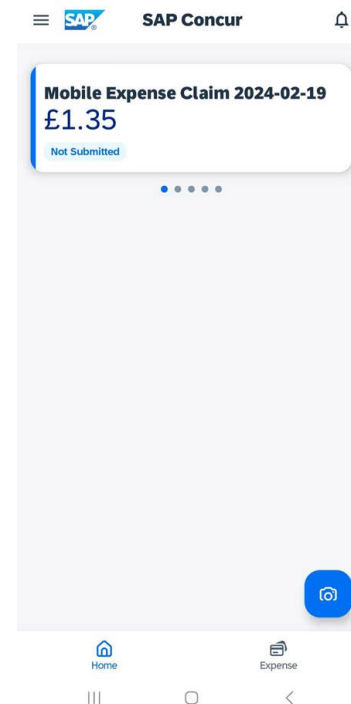 SAP
SAP Concur
Mobile Expense Claim 2024-02-19
£1.35
Not Submitted
Home
Expense